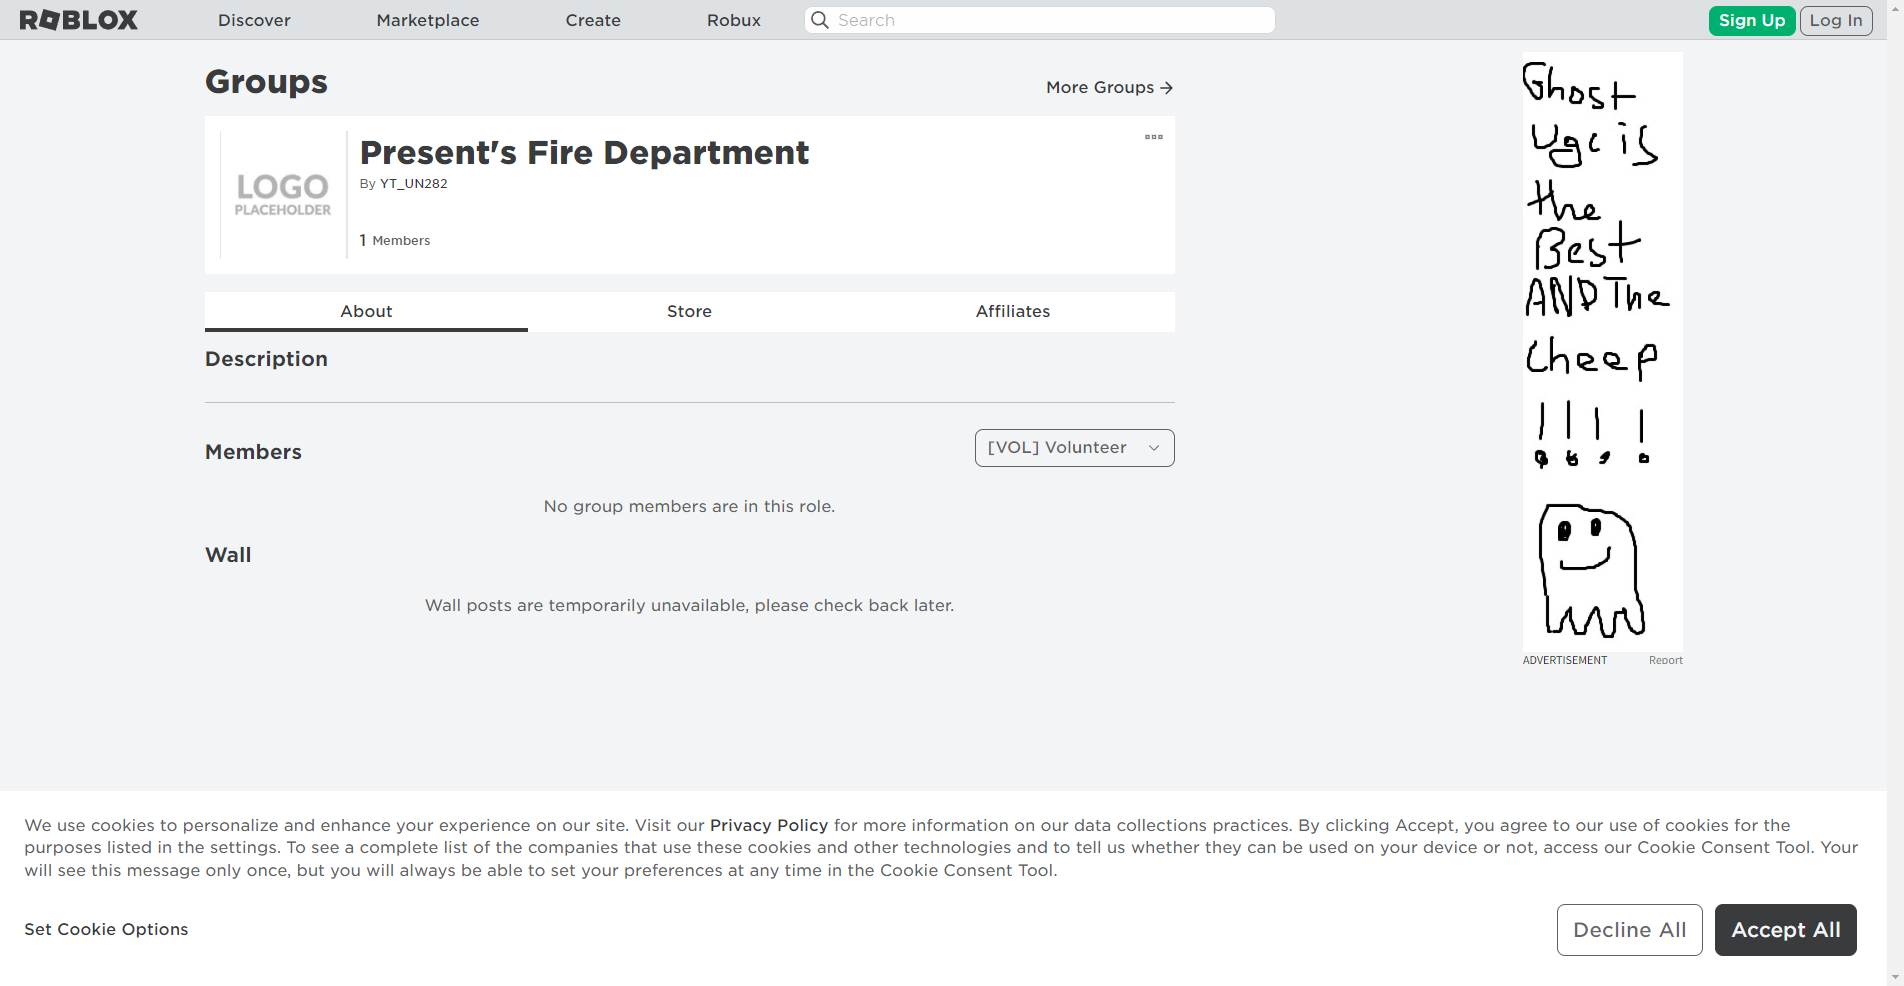 ROBLOX Discover Marketplace Create Robux Search Sign Up Log In
Groups
More Groups
Present's Fire Department
By YT_UN282
LOGO
PLACEHOLDER
1 Members
About Store Affiliates
Description
Members
[VOL] Volunteer
No group members are in this role.
Wall
Wall posts are temporarily unavailable, please check back later.
Ghost
Ugc is
the
Best
AND The
Cheep
!!!!
ADVERTISEMENT Report
We use cookies to personalize and enhance your experience on our site. Visit our Privacy Policy for more information on our data collections practices. By clicking Accept, you agree to our use of cookies for the
purposes listed in the settings. To see a complete list of the companies that use these cookies and other technologies and to tell us whether they can be used on your device or not, access our Cookie Consent Tool. Your
will see this message only once, but you will always be able to set your preferences at any time in the Cookie Consent Tool.
Set Cookie Options
Decline All
Accept All